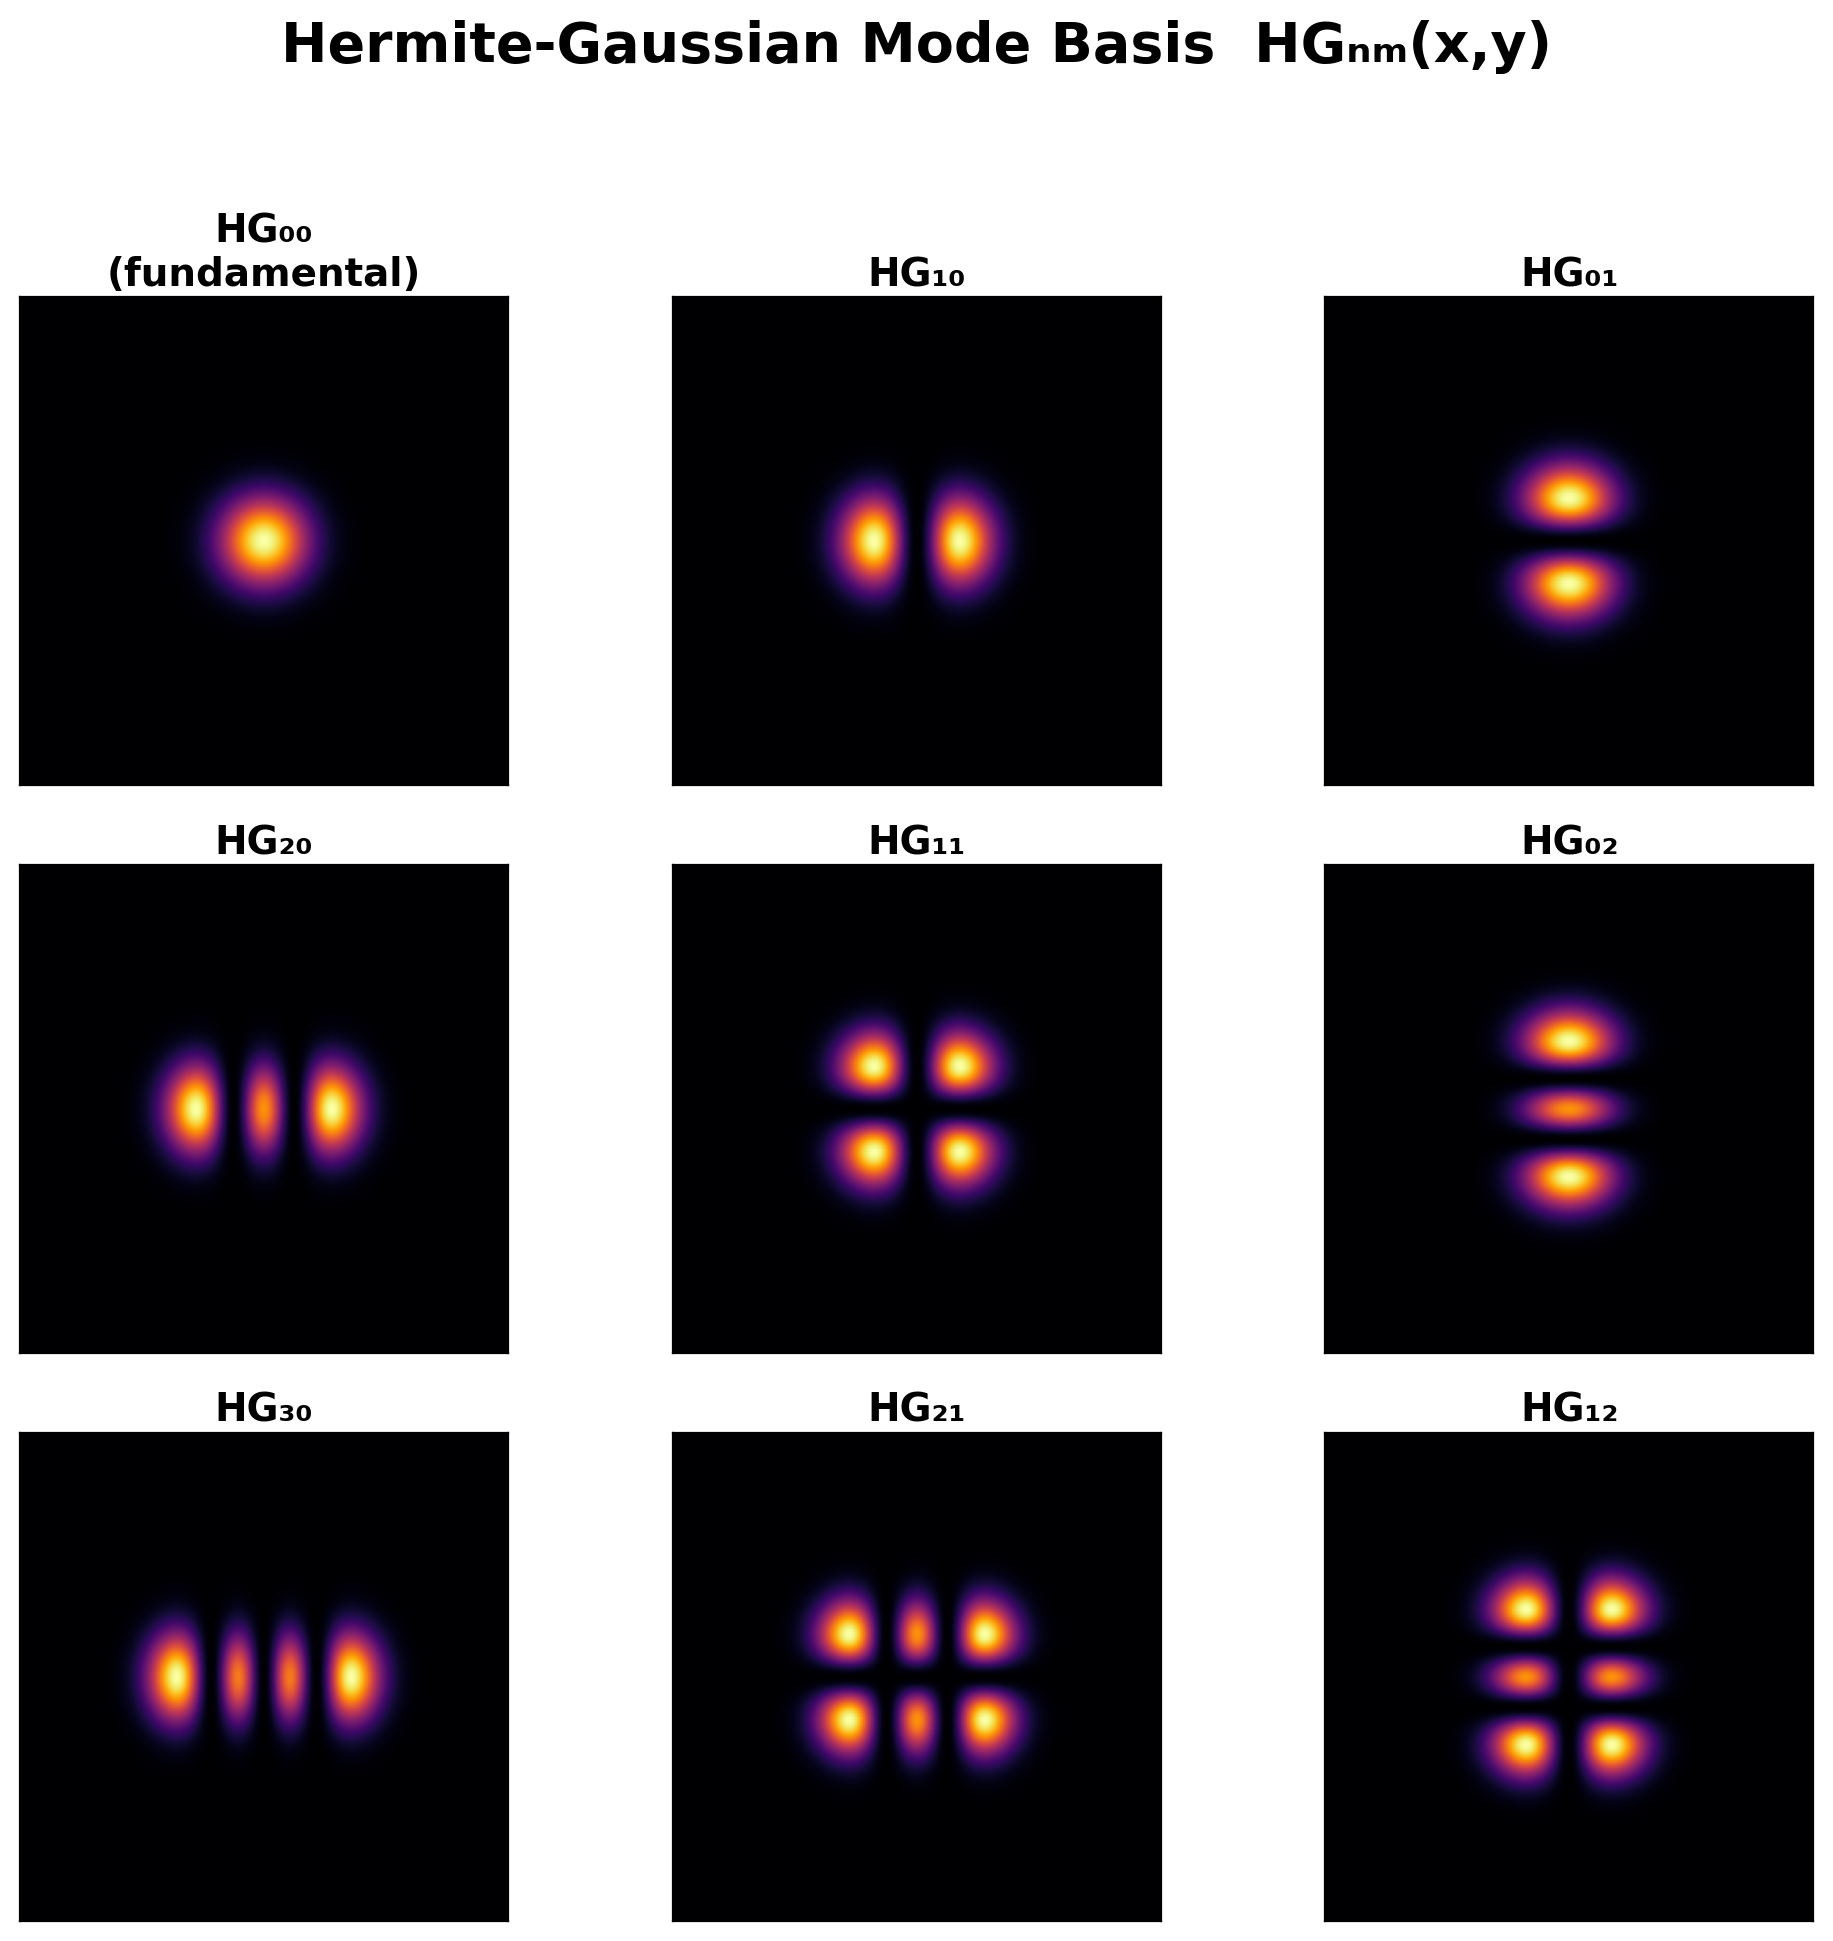 Hermite-Gaussian Mode Basis  HGₙₘ(x,y)
HG₀₀
(fundamental)
HG₁₀
HG₀₁
HG₂₀
HG₁₁
HG₀₂
HG₃₀
HG₂₁
HG₁₂